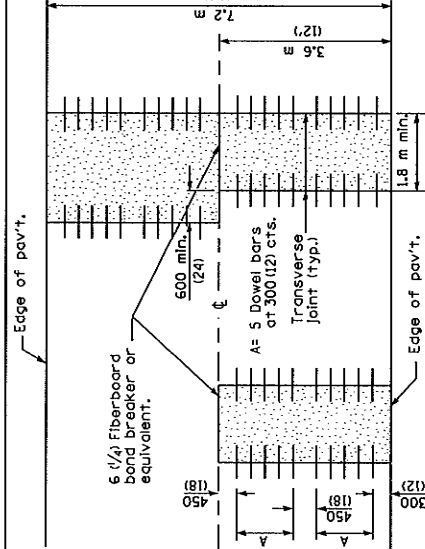 7.2 m
3.6 m
(12')
Edge of pav't.
6 (1/4) Fiberboard
bond breaker or
equivalent.
600 min.
(24)
℄
A= 5 Dowel bars
at 300 (12) cts.
Transverse
joint (typ.)
1.8 m min.
Edge of pav't.
450
(18)
A
450
(18)
A
300
(12)